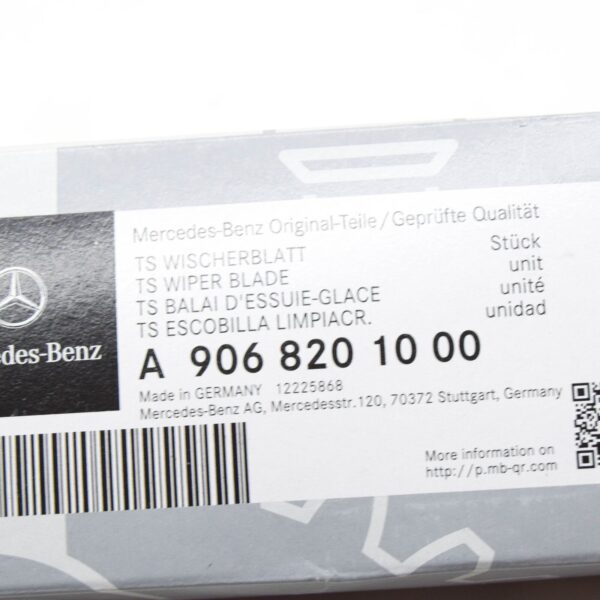 Mercedes-Benz Original-Teile/Geprüfte Qualität
TS WISCHERBLATT Stück
TS WIPER BLADE unit
TS BALAI D'ESSUIE-GLACE unité
TS ESCOBILLA LIMPIACR. unidad
edes-Benz
A 906 820 10 00
Made in GERMANY 12225868
Mercedes-Benz AG, Mercedesstr.120, 70372 Stuttgart, Germany
More information on
http://p.mb-qr.com